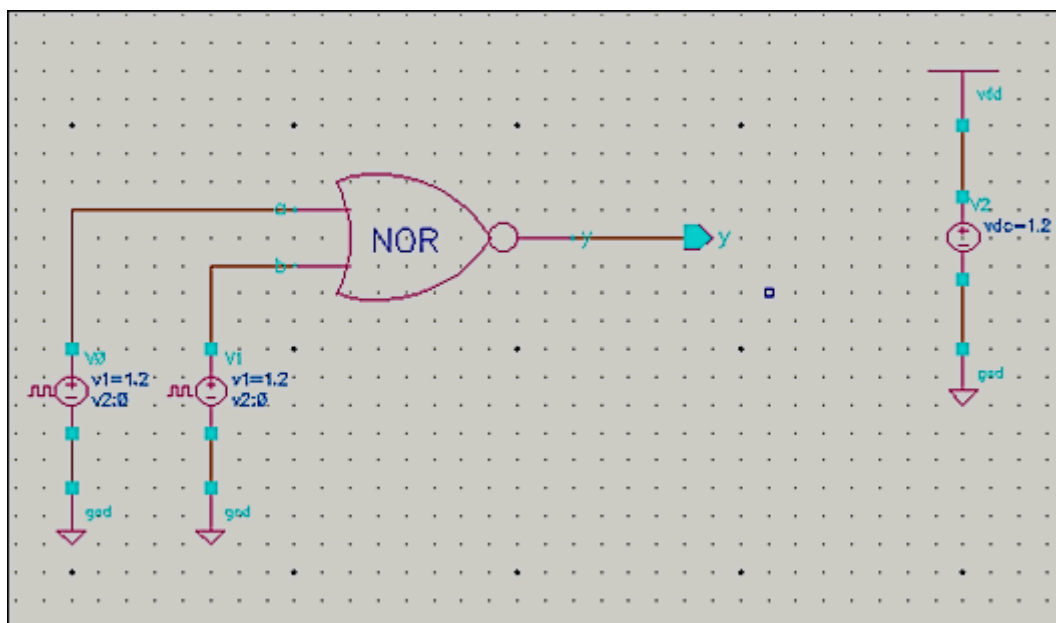 vdd
a
V2
NOR
y
y
vdc=1.2
b
V0
V1
v1=1.2
v1=1.2
v2:0
v2:0
gnd
gnd
gnd